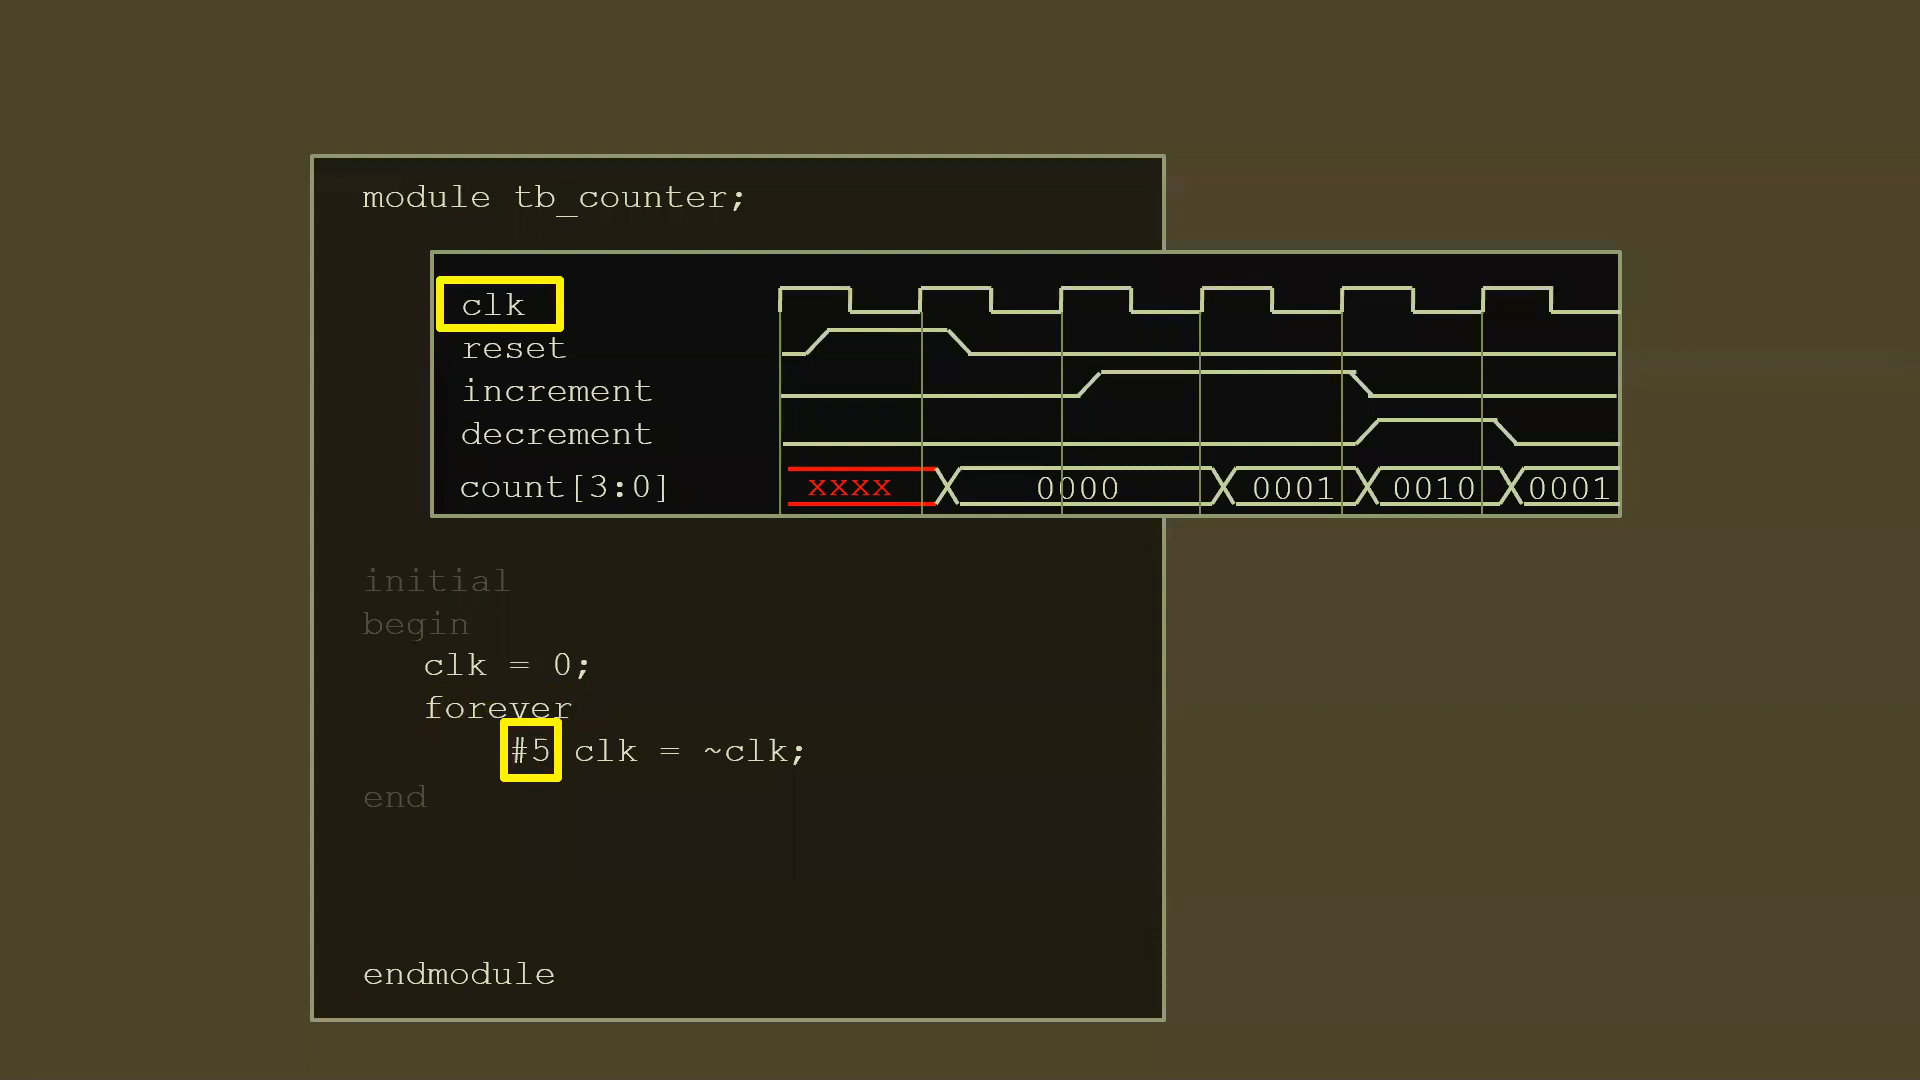 module tb_counter;
clk
reset
increment
decrement
count[3:0] xxxx 0000 0001 0010 0001
initial
begin
clk = 0;
forever
#5 clk = ~clk;
end
endmodule